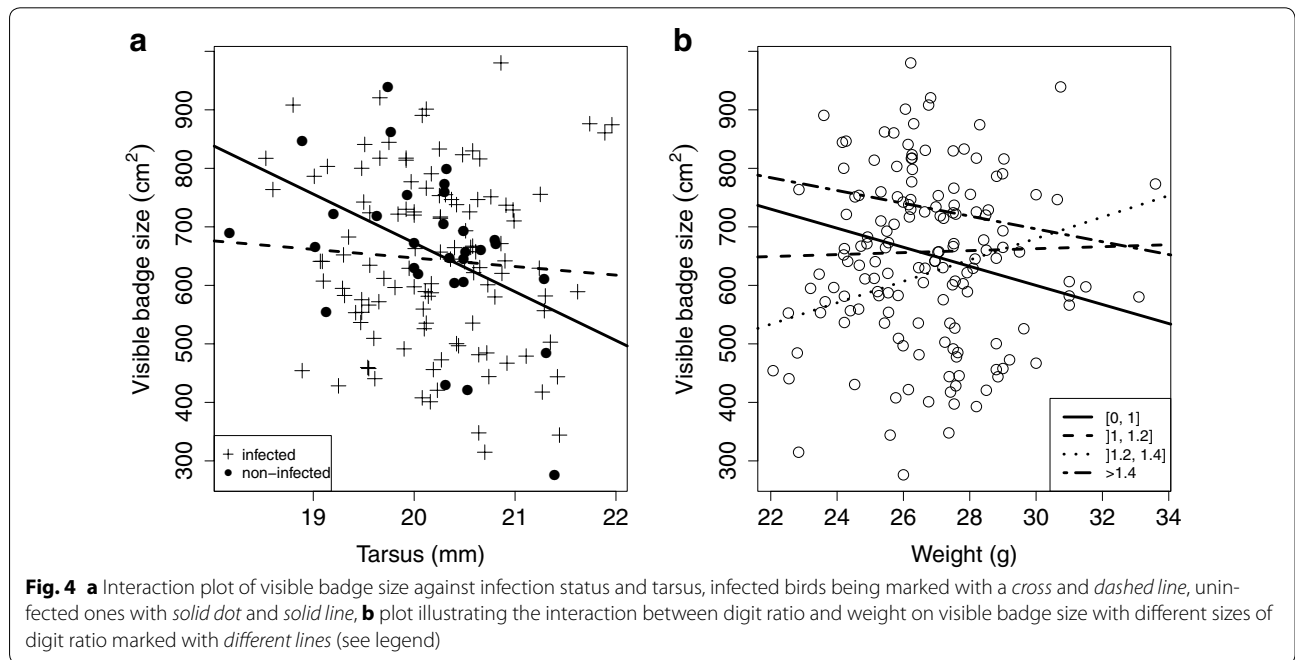 a
b
Visible badge size (cm²)
900
800
700
600
500
400
300
+ infected
● non−infected
19
20
21
22
Tarsus (mm)
Visible badge size (cm²)
900
800
700
600
500
400
300
[0, 1]
]1, 1.2]
]1.2, 1.4]
>1.4
22
24
26
28
30
32
34
Weight (g)
Fig. 4 a Interaction plot of visible badge size against infection status and tarsus, infected birds being marked with a cross and dashed line, unin-
fected ones with solid dot and solid line, b plot illustrating the interaction between digit ratio and weight on visible badge size with different sizes of
digit ratio marked with different lines (see legend)